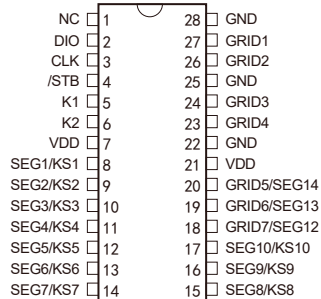 NC 1 28 GND
DIO 2 27 GRID1
CLK 3 26 GRID2
/STB 4 25 GND
K1 5 24 GRID3
K2 6 23 GRID4
VDD 7 22 GND
SEG1/KS1 8 21 VDD
SEG2/KS2 9 20 GRID5/SEG14
SEG3/KS3 10 19 GRID6/SEG13
SEG4/KS4 11 18 GRID7/SEG12
SEG5/KS5 12 17 SEG10/KS10
SEG6/KS6 13 16 SEG9/KS9
SEG7/KS7 14 15 SEG8/KS8